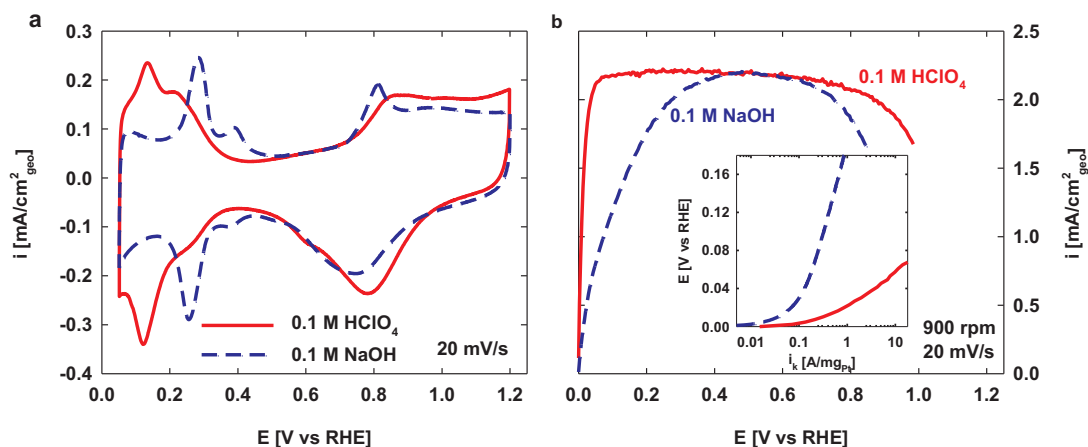 a
i [mA/cm²geo]
0.3
0.2
0.1
0.0
-0.1
-0.2
-0.3
-0.4
0.1 M HClO₄
0.1 M NaOH
20 mV/s
0.0 0.2 0.4 0.6 0.8 1.0 1.2
E [V vs RHE]
b
0.1 M HClO₄
0.1 M NaOH
E [V vs RHE]
0.16
0.12
0.08
0.04
0.00
0.01 0.1 1 10
iₖ [A/mgPt]
900 rpm
20 mV/s
2.5
2.0
1.5
1.0
0.5
0.0
i [mA/cm²geo]
0.0 0.2 0.4 0.6 0.8 1.0 1.2
E [V vs RHE]